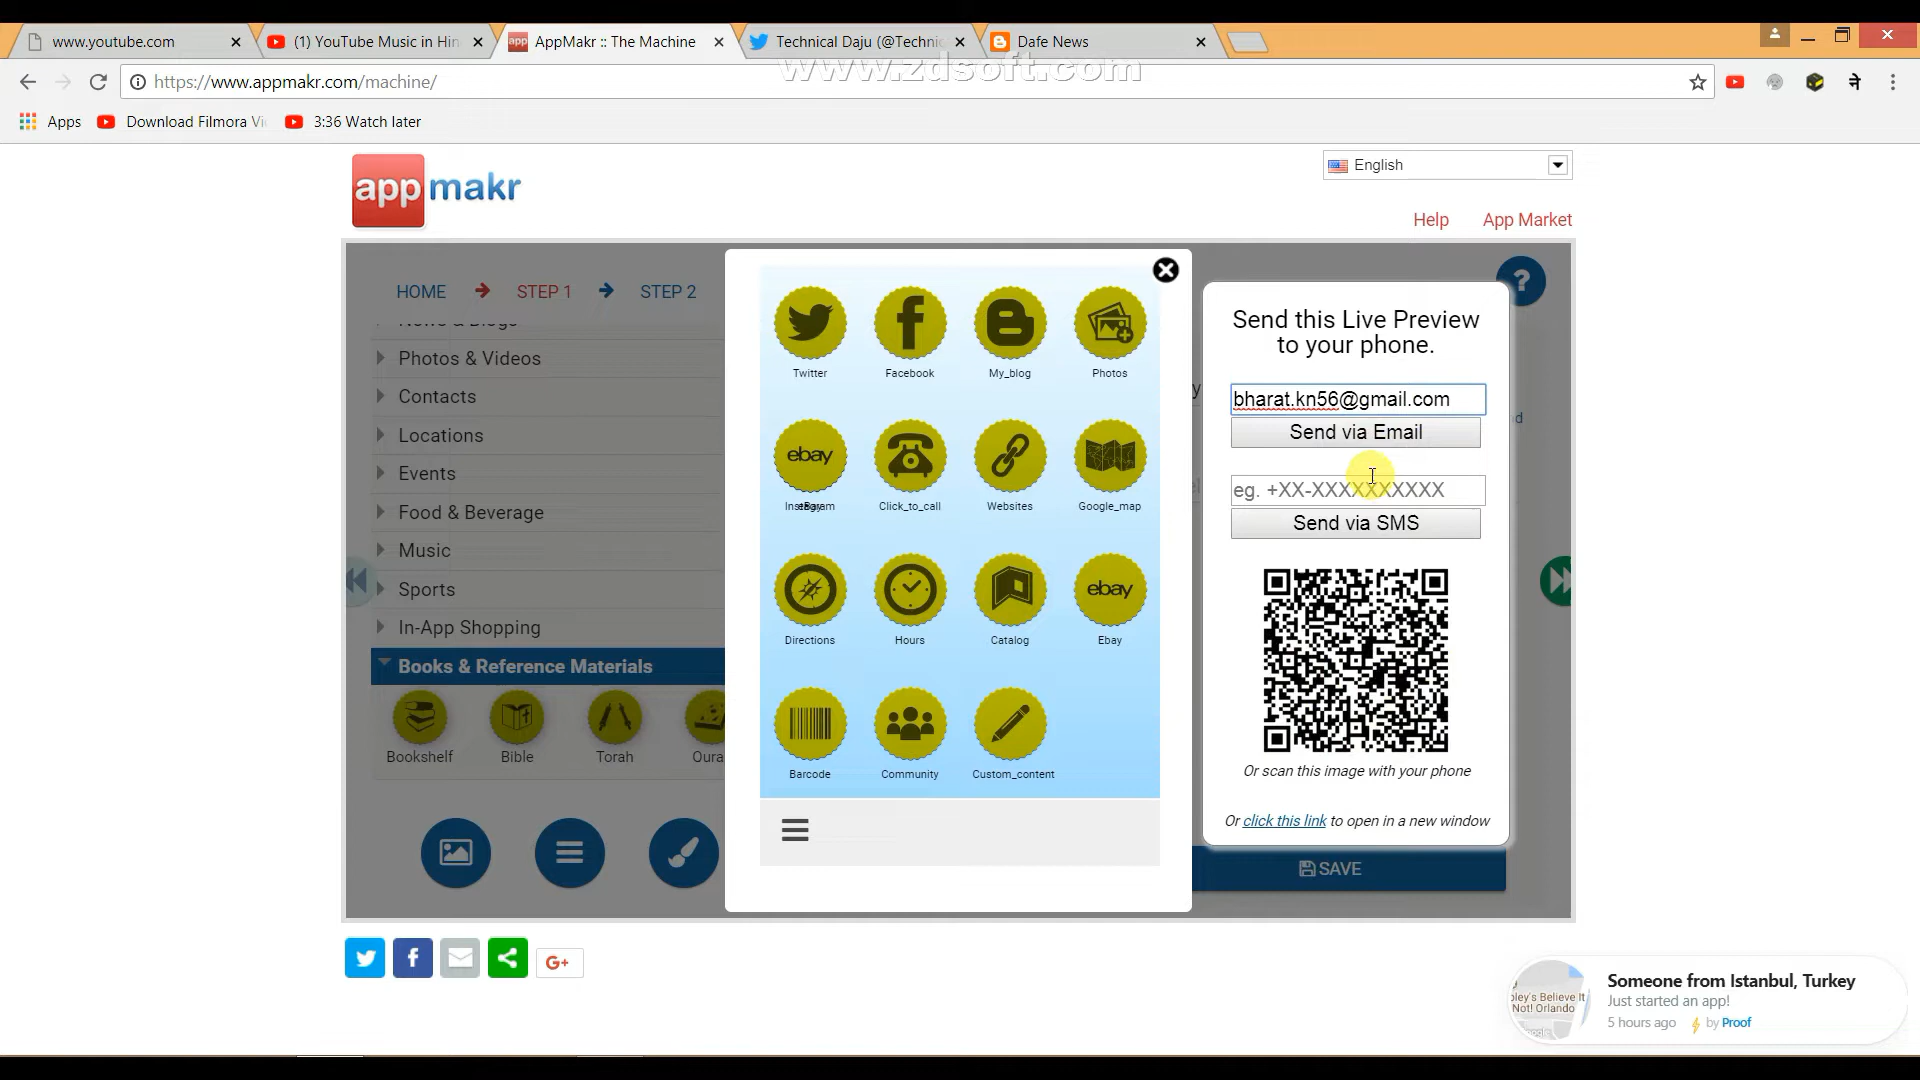 www.youtube.com
(1) YouTube Music in Hin
AppMakr :: The Machine
Technical Daju (@Technic
Dafe News
www.zdsoft.com
https://www.appmakr.com/machine/
Apps
Download Filmora Vi
3:36 Watch later
appmakr
English
Help
App Market
HOME
STEP 1
STEP 2
News & Blogs
Photos & Videos
Contacts
Locations
Events
Food & Beverage
Music
Sports
In-App Shopping
Books & Reference Materials
Bookshelf
Bible
Torah
Qura
Twitter
Facebook
My_blog
Photos
ebay
Click_to_call
Websites
Google_map
Directions
Hours
Catalog
ebay
Ebay
Barcode
Community
Custom_content
Send this Live Preview
to your phone.
bharat.kn56@gmail.com
Send via Email
eg. +XX-XXXXXXXXXX
Send via SMS
Or scan this image with your phone
Or click this link to open in a new window
SAVE
G+
Someone from Istanbul, Turkey
Just started an app!
5 hours ago
by Proof
ने
?